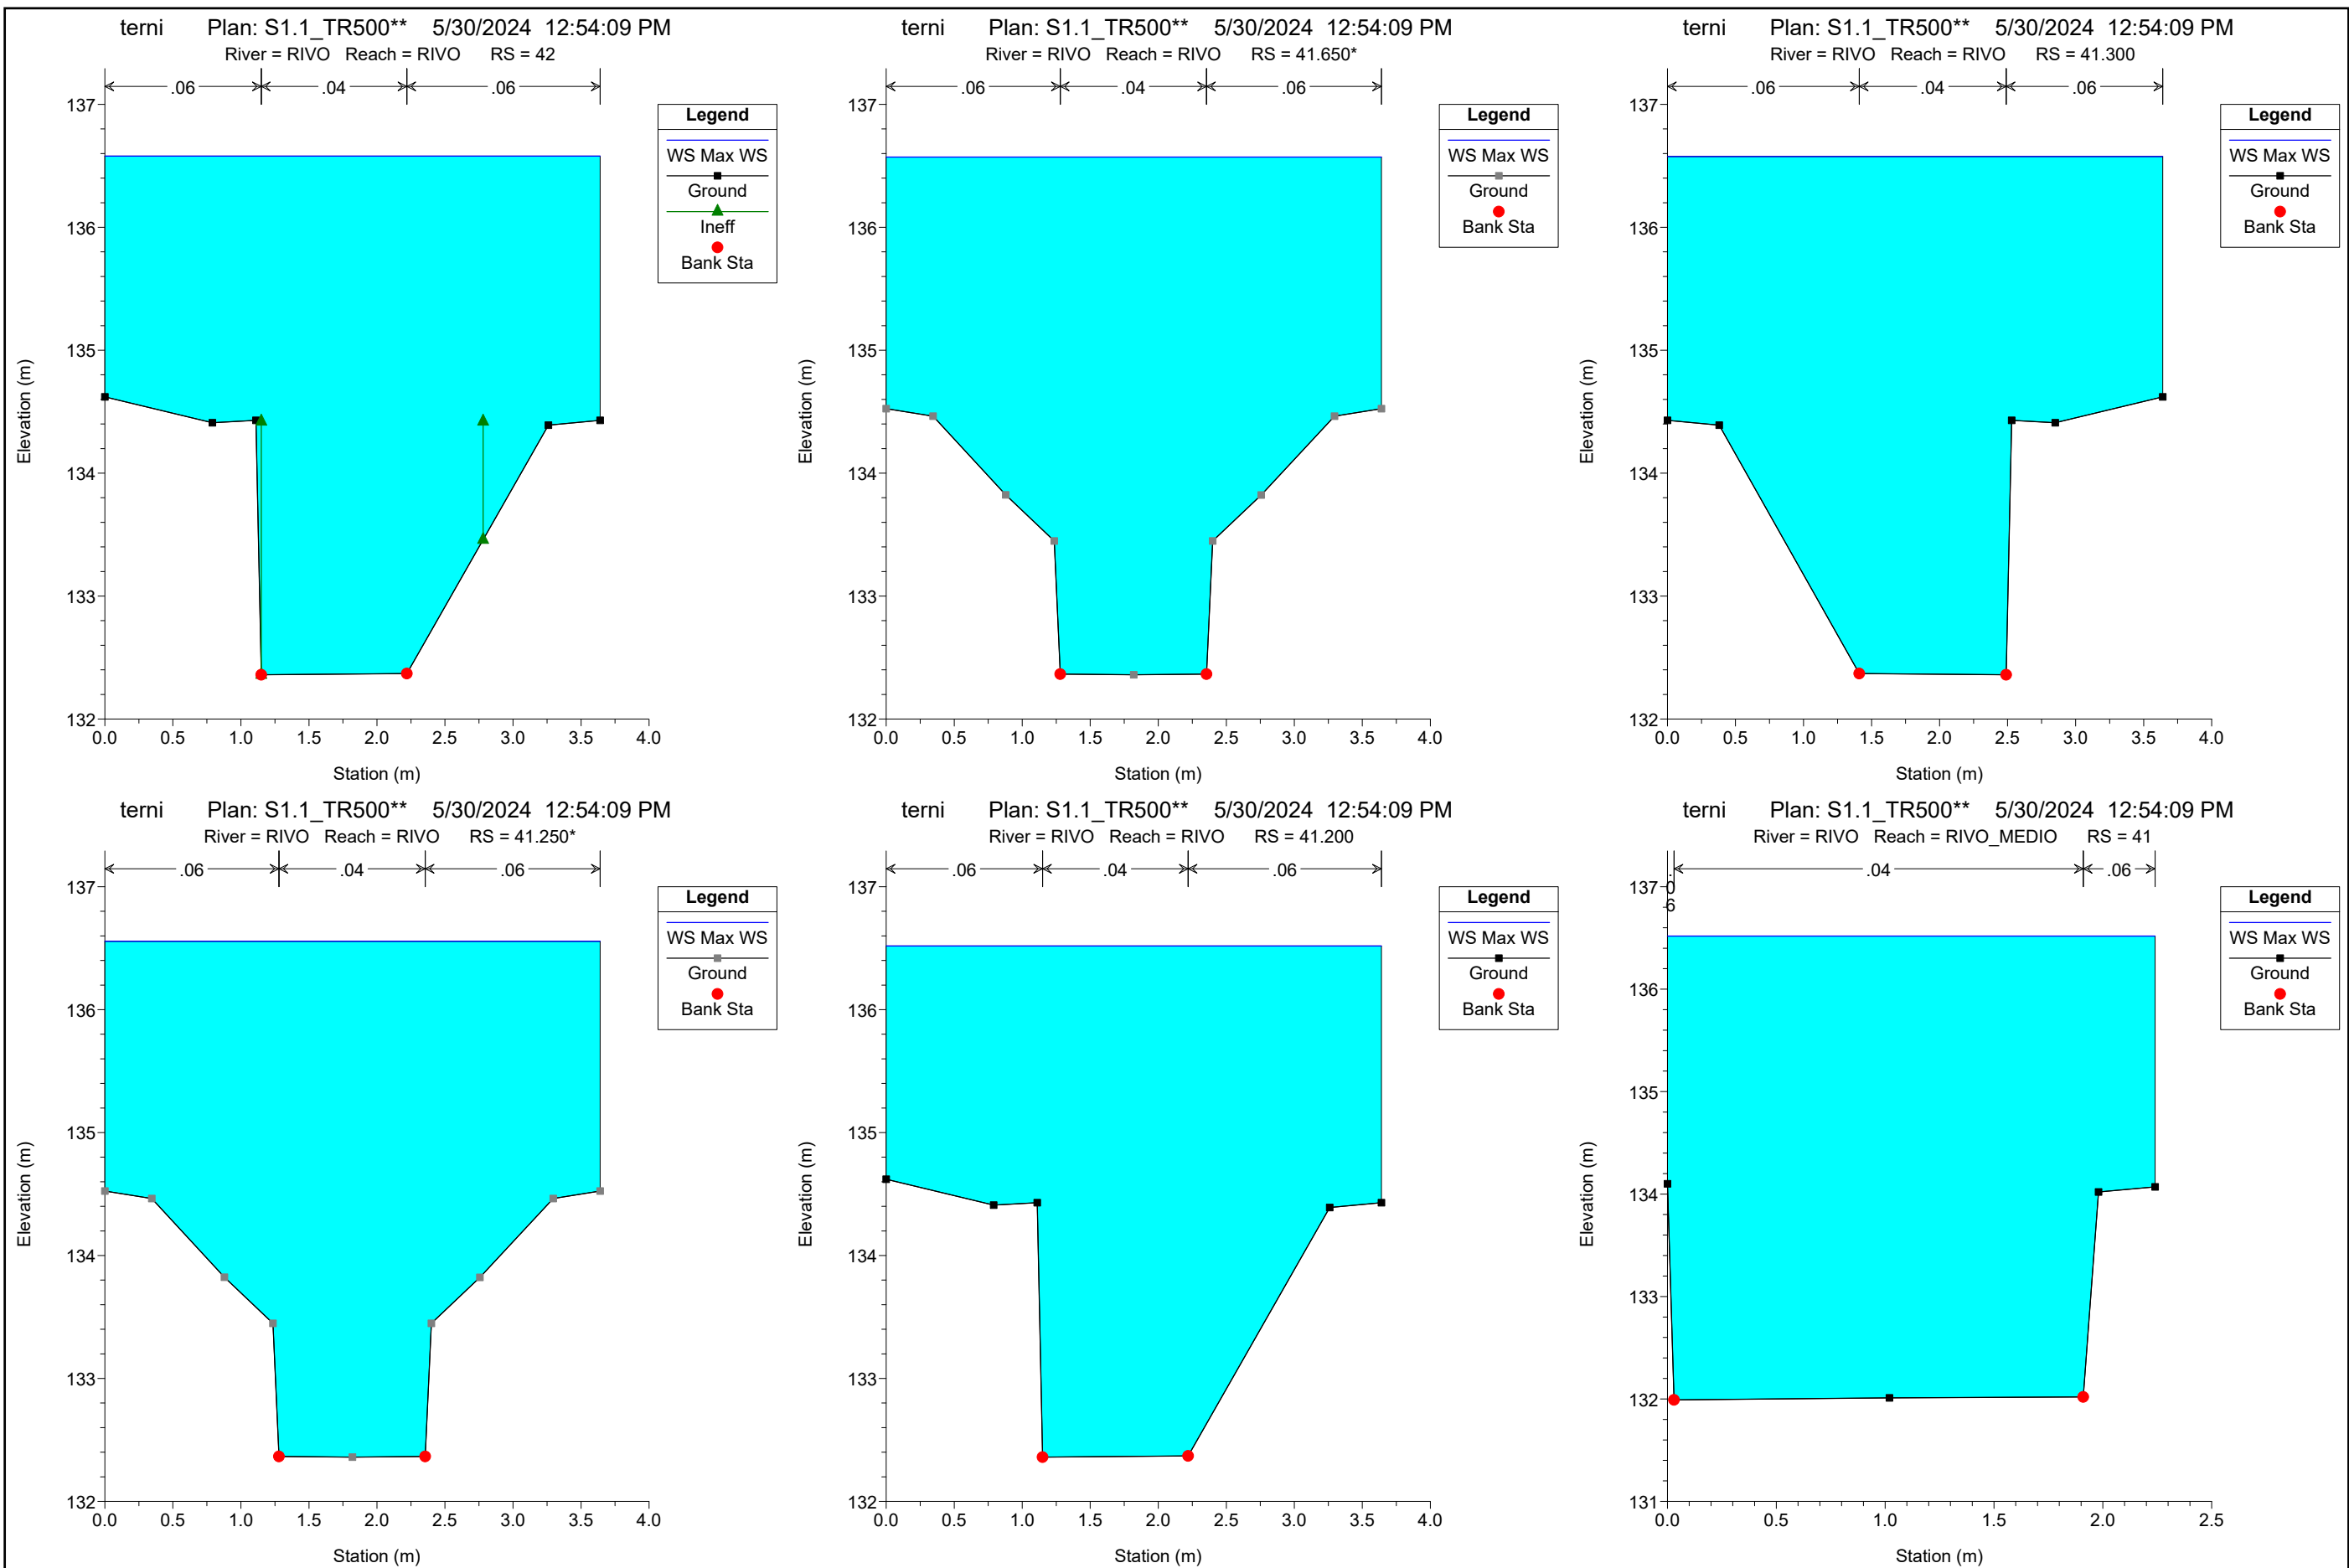 terni Plan: S1.1_TR500** 5/30/2024 12:54:09 PM
River = RIVO Reach = RIVO RS = 42
.06 .04 .06
137
136
135
134
133
132
Elevation (m)
0.0 0.5 1.0 1.5 2.0 2.5 3.0 3.5 4.0
Station (m)
Legend
WS Max WS
Ground
Ineff
Bank Sta
terni Plan: S1.1_TR500** 5/30/2024 12:54:09 PM
River = RIVO Reach = RIVO RS = 41.650*
.06 .04 .06
137
136
135
134
133
132
Elevation (m)
0.0 0.5 1.0 1.5 2.0 2.5 3.0 3.5 4.0
Station (m)
Legend
WS Max WS
Ground
Bank Sta
terni Plan: S1.1_TR500** 5/30/2024 12:54:09 PM
River = RIVO Reach = RIVO RS = 41.300
.06 .04 .06
137
136
135
134
133
132
Elevation (m)
0.0 0.5 1.0 1.5 2.0 2.5 3.0 3.5 4.0
Station (m)
Legend
WS Max WS
Ground
Bank Sta
terni Plan: S1.1_TR500** 5/30/2024 12:54:09 PM
River = RIVO Reach = RIVO RS = 41.250*
.06 .04 .06
137
136
135
134
133
132
Elevation (m)
0.0 0.5 1.0 1.5 2.0 2.5 3.0 3.5 4.0
Station (m)
Legend
WS Max WS
Ground
Bank Sta
terni Plan: S1.1_TR500** 5/30/2024 12:54:09 PM
River = RIVO Reach = RIVO RS = 41.200
.06 .04 .06
137
136
135
134
133
132
Elevation (m)
0.0 0.5 1.0 1.5 2.0 2.5 3.0 3.5 4.0
Station (m)
Legend
WS Max WS
Ground
Bank Sta
terni Plan: S1.1_TR500** 5/30/2024 12:54:09 PM
River = RIVO Reach = RIVO_MEDIO RS = 41
.06 .04 .06
137
136
135
134
133
132
131
Elevation (m)
0.0 0.5 1.0 1.5 2.0 2.5
Station (m)
Legend
WS Max WS
Ground
Bank Sta